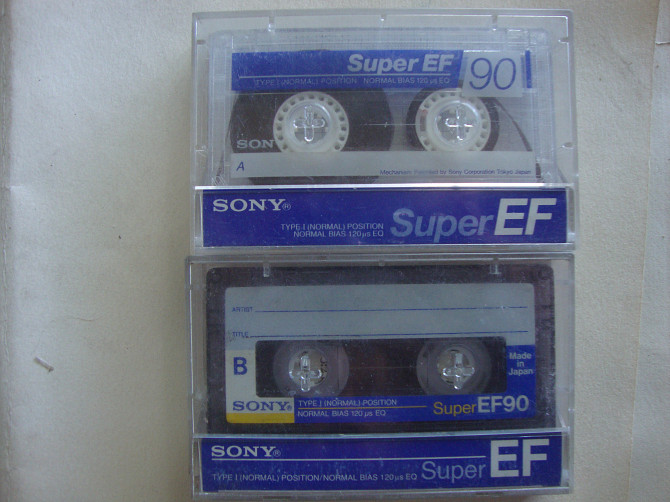 Super EF
TYPE I (NORMAL) POSITION NORMAL BIAS 120 µs EQ
90
SON
A
Mechanism Patented by Sony Corporation Tokyo Japan
SONY®
TYPE I (NORMAL) POSITION
NORMAL BIAS 120 µs EQ
Super EF
ARTIST
TITLE
B
Made
in
Japan
SONY®
TYPE I (NORMAL) POSITION
NORMAL BIAS 120 µs EQ
Super EF90
SONY
TYPE I (NORMAL) POSITION/NORMAL BIAS 120 µs EQ
Super EF